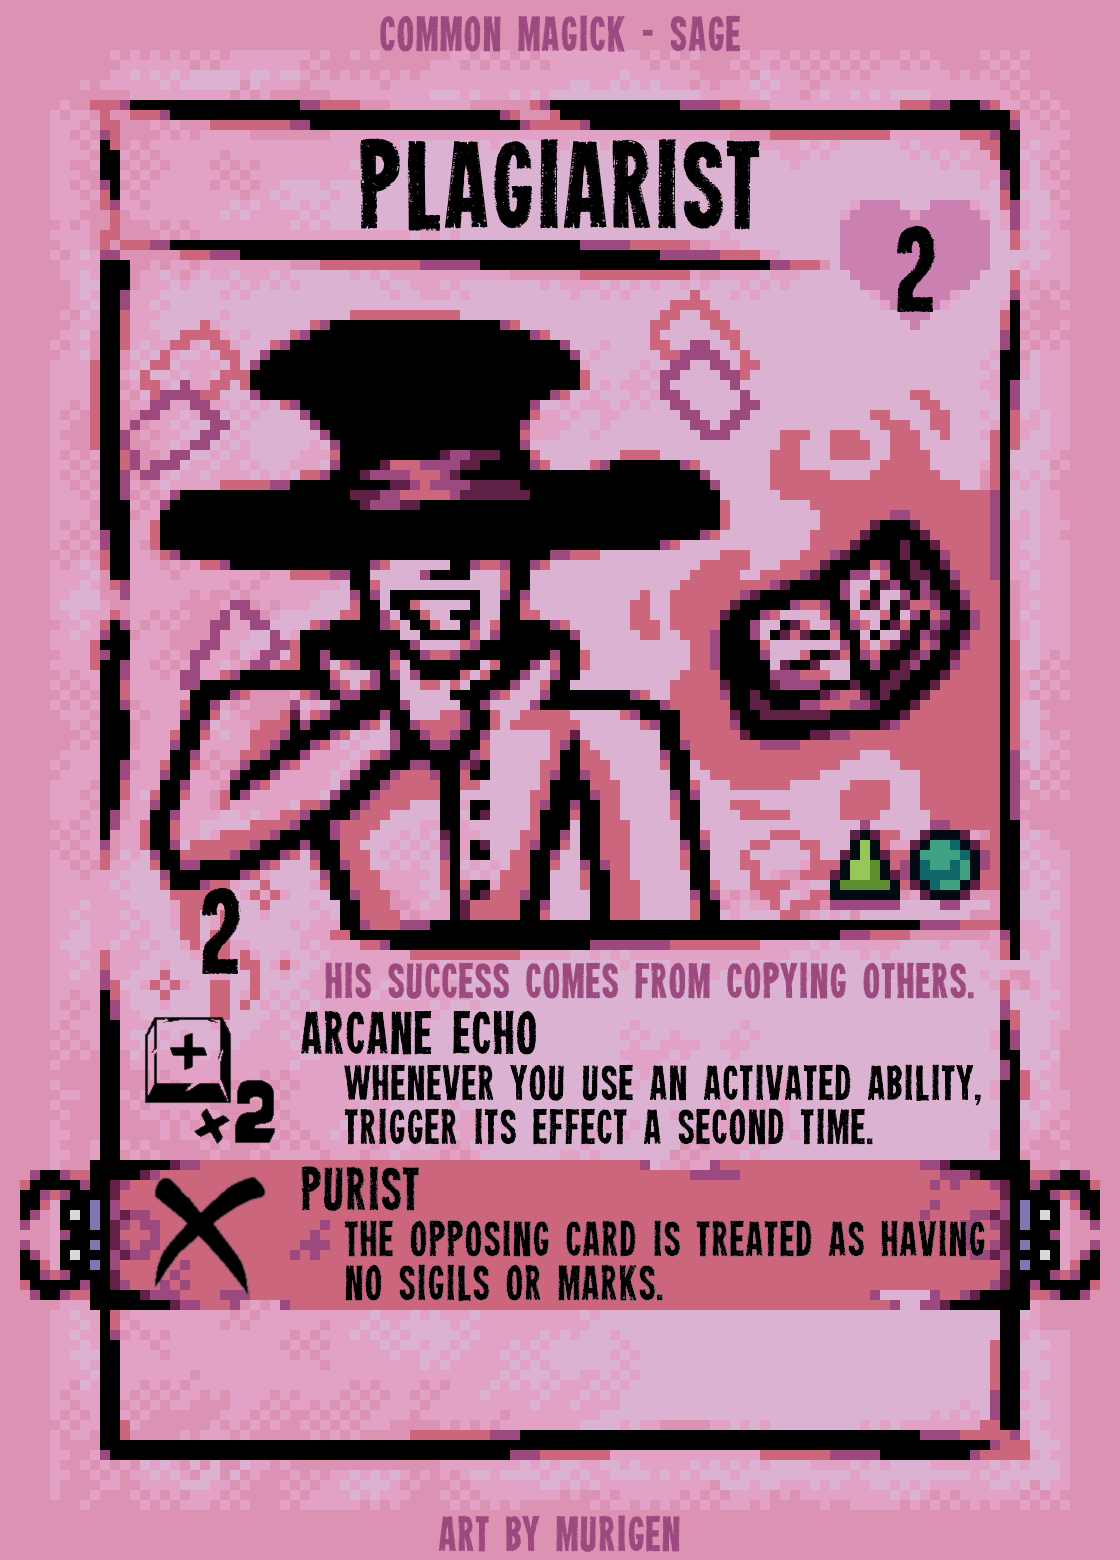 COMMON MAGICK - SAGE
PLAGIARIST
2
2
HIS SUCCESS COMES FROM COPYING OTHERS.
ARCANE ECHO
WHENEVER YOU USE AN ACTIVATED ABILITY,
TRIGGER ITS EFFECT A SECOND TIME.
+
×2
PURIST
THE OPPOSING CARD IS TREATED AS HAVING
NO SIGILS OR MARKS.
ART BY MURIGEN